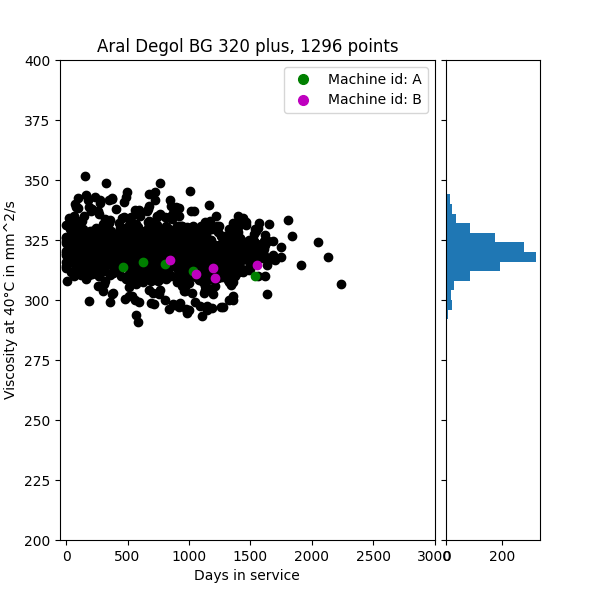 Aral Degol BG 320 plus, 1296 points
Machine id: A
Machine id: B
Viscosity at 40°C in mm^2/s
400
375
350
325
300
275
250
225
200
0 500 1000 1500 2000 2500 3000
0 200
Days in service